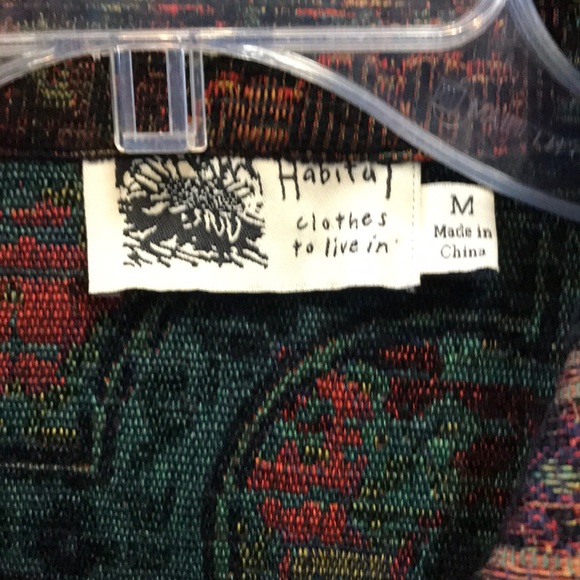 Habitat
clothes
to live in
M
Made in
China